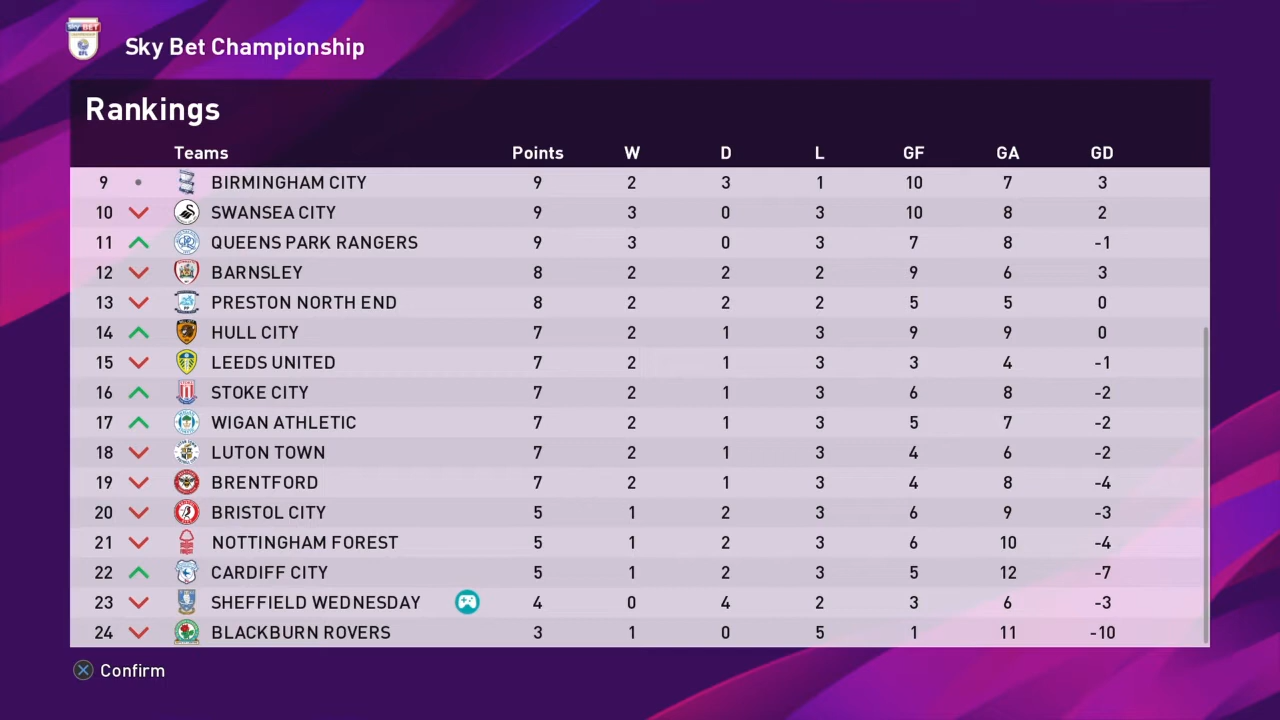 sky BET
EFL
Sky Bet Championship
Rankings
Teams Points W D L GF GA GD
9 BIRMINGHAM CITY 9 2 3 1 10 7 3
10 SWANSEA CITY 9 3 0 3 10 8 2
11 QUEENS PARK RANGERS 9 3 0 3 7 8 -1
12 BARNSLEY 8 2 2 2 9 6 3
13 PRESTON NORTH END 8 2 2 2 5 5 0
14 HULL CITY 7 2 1 3 9 9 0
15 LEEDS UNITED 7 2 1 3 3 4 -1
16 STOKE CITY 7 2 1 3 6 8 -2
17 WIGAN ATHLETIC 7 2 1 3 5 7 -2
18 LUTON TOWN 7 2 1 3 4 6 -2
19 BRENTFORD 7 2 1 3 4 8 -4
20 BRISTOL CITY 5 1 2 3 6 9 -3
21 NOTTINGHAM FOREST 5 1 2 3 6 10 -4
22 CARDIFF CITY 5 1 2 3 5 12 -7
23 SHEFFIELD WEDNESDAY 4 0 4 2 3 6 -3
24 BLACKBURN ROVERS 3 1 0 5 1 11 -10
Confirm